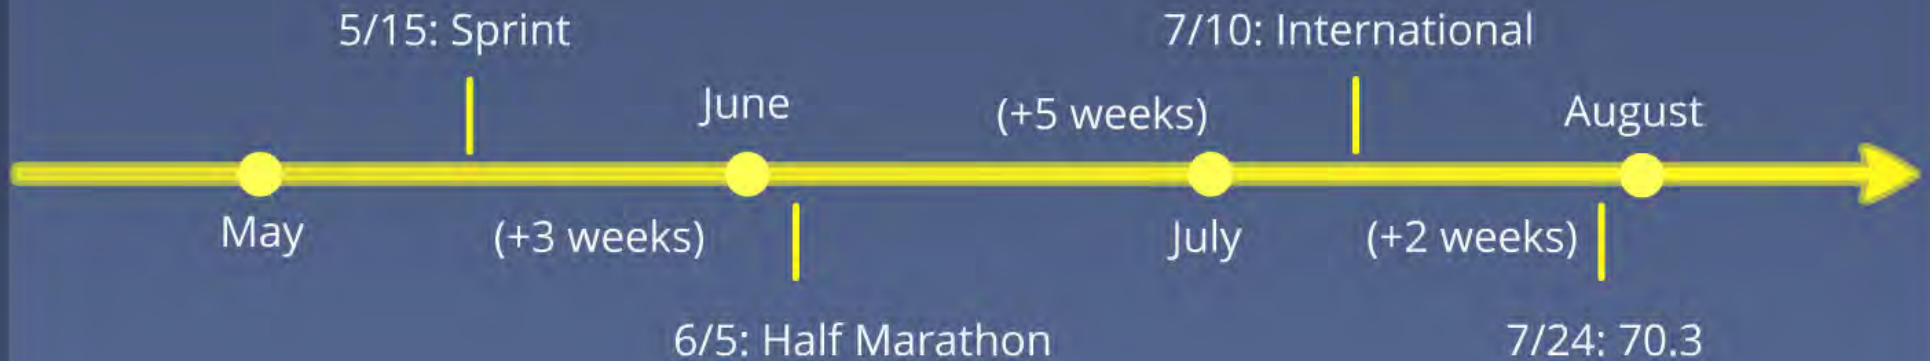 5/15: Sprint
7/10: International
June
(+5 weeks)
August
May
(+3 weeks)
July
(+2 weeks)
6/5: Half Marathon
7/24: 70.3